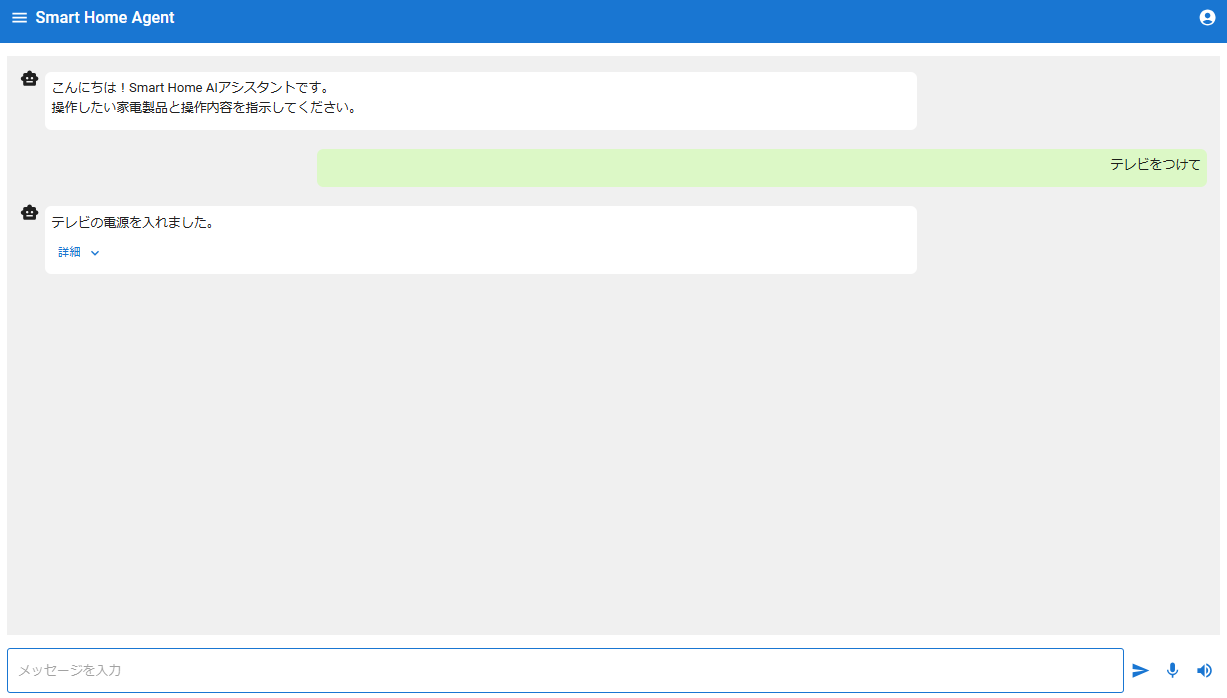 Smart Home Agent
こんにちは！Smart Home AIアシスタントです。
操作したい家電製品と操作内容を指示してください。
テレビをつけて
テレビの電源を入れました。
詳細
メッセージを入力